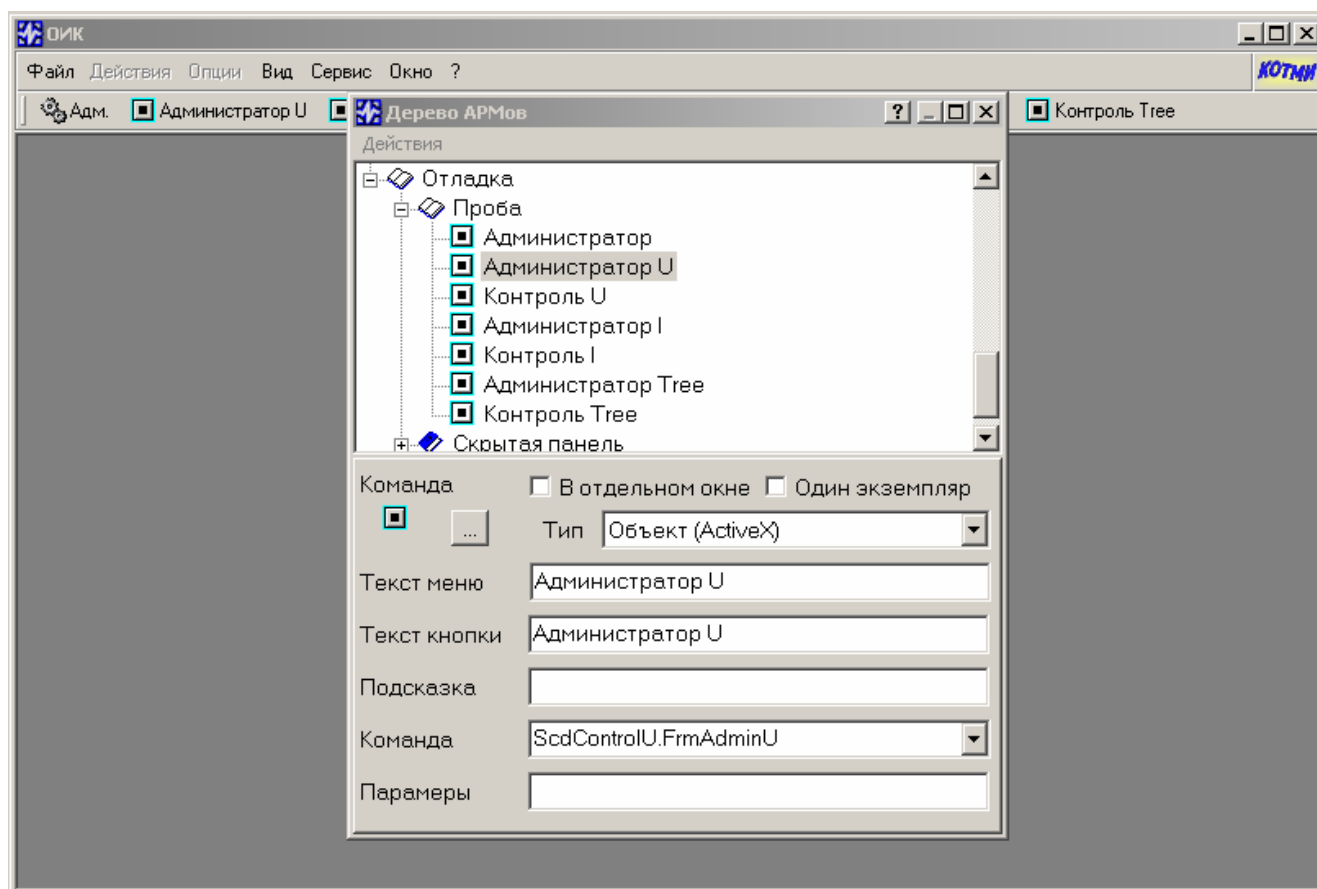 ОИК
Файл Действия Опции Вид Сервис Окно ?
КОТМИ
Адм. Администратор U
Контроль Tree
Дерево АРМов
Действия
Отладка
Проба
Администратор
Администратор U
Контроль U
Администратор I
Контроль I
Администратор Tree
Контроль Tree
Скрытая панель
Команда В отдельном окне Один экземпляр
... Тип Объект (ActiveX)
Текст меню Администратор U
Текст кнопки Администратор U
Подсказка
Команда ScdControlU.FrmAdminU
Парамеры